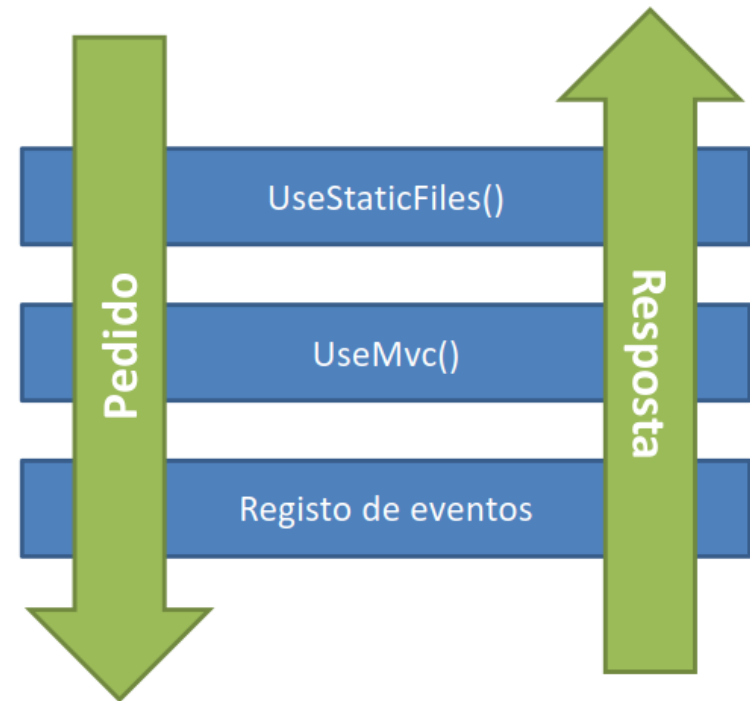 UseStaticFiles()
Pedido
UseMvc()
Resposta
Registo de eventos